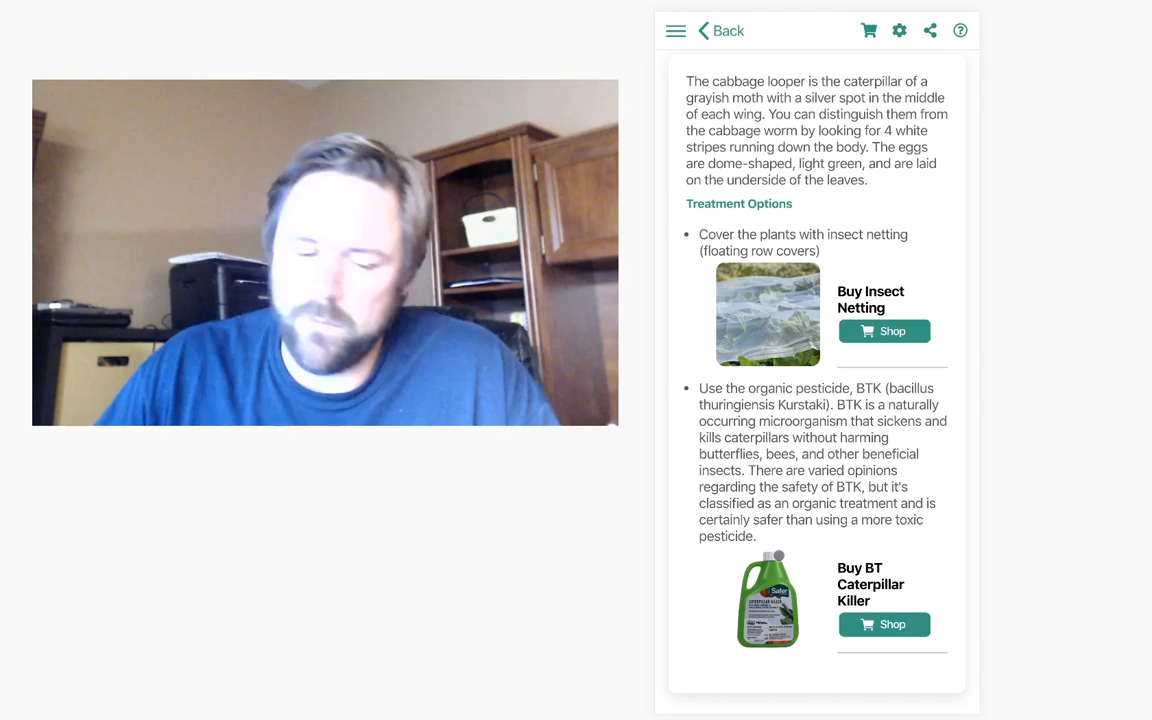 Back
The cabbage looper is the caterpillar of a
grayish moth with a silver spot in the middle
of each wing. You can distinguish them from
the cabbage worm by looking for 4 white
stripes running down the body. The eggs
are dome-shaped, light green, and are laid
on the underside of the leaves.
Treatment Options
• Cover the plants with insect netting
(floating row covers)
Buy Insect
Netting
Shop
• Use the organic pesticide, BTK (bacillus
thuringiensis Kurstaki). BTK is a naturally
occurring microorganism that sickens and
kills caterpillars without harming
butterflies, bees, and other beneficial
insects. There are varied opinions
regarding the safety of BTK, but it's
classified as an organic treatment and is
certainly safer than using a more toxic
pesticide.
Safer
Buy BT
Caterpillar
Killer
Shop